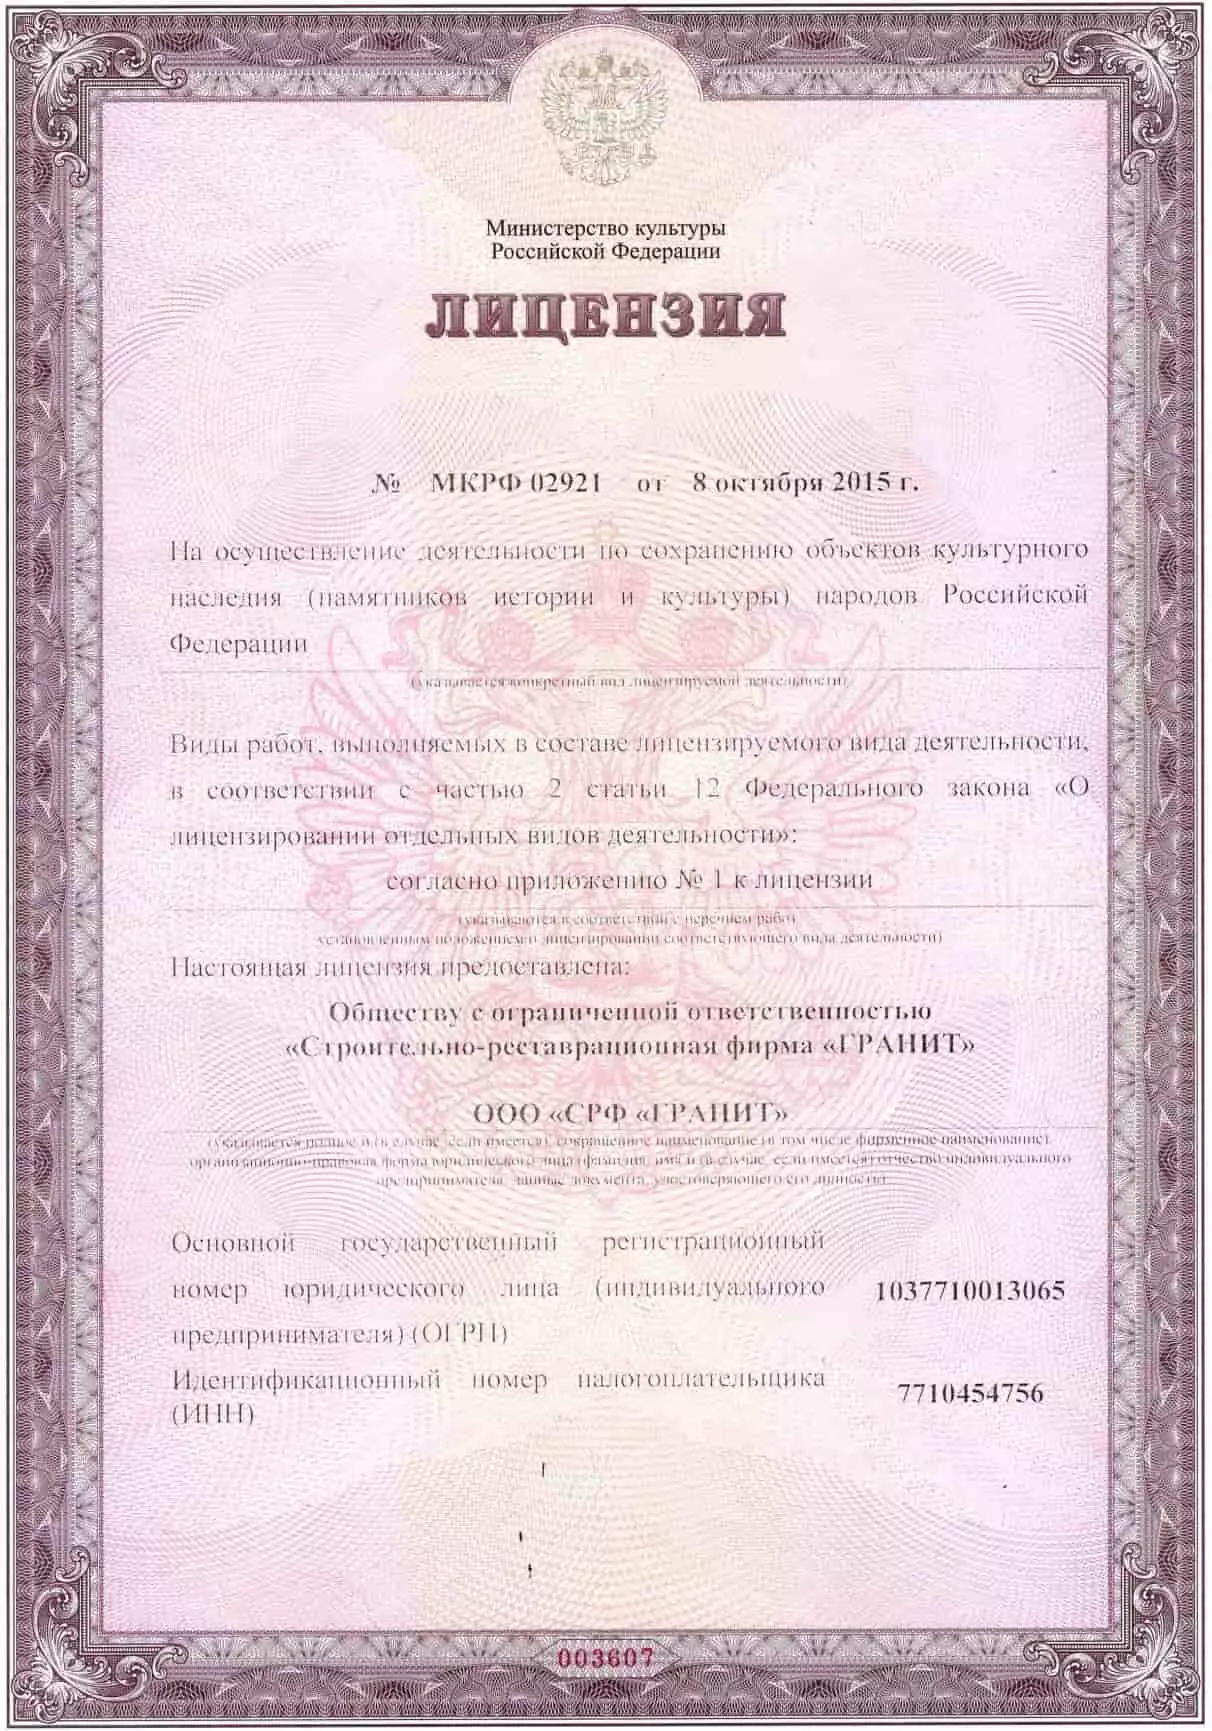 Министерство культуры
Российской Федерации
ЛИЦЕНЗИЯ
№ МКРФ 02921 от 8 октября 2015 г.
На осуществление деятельности по сохранению объектов культурного
наследия (памятников истории и культуры) народов Российской
Федерации
(указывается конкретный вид лицензируемой деятельности)
Виды работ, выполняемых в составе лицензируемого вида деятельности,
в соответствии с частью 2 статьи 12 Федерального закона «О
лицензировании отдельных видов деятельности»:
согласно приложению № 1 к лицензии
(указываются в соответствии с перечнем работ,
установленным положением о лицензировании соответствующего вида деятельности)
Настоящая лицензия предоставлена:
Обществу с ограниченной ответственностью
«Строительно-реставрационная фирма «ГРАНИТ»
ООО «СРФ «ГРАНИТ»
(указывается полное и (в случае, если имеется), сокращенное наименование (в том числе фирменное наименование),
организационно-правовая форма юридического лица (фамилия, имя и (в случае, если имеется) отчество индивидуального
предпринимателя, данные документа, удостоверяющего его личность)
Основной государственный регистрационный
номер юридического лица (индивидуального
предпринимателя) (ОГРН)
1037710013065
Идентификационный номер налогоплательщика
(ИНН)
7710454756
003607